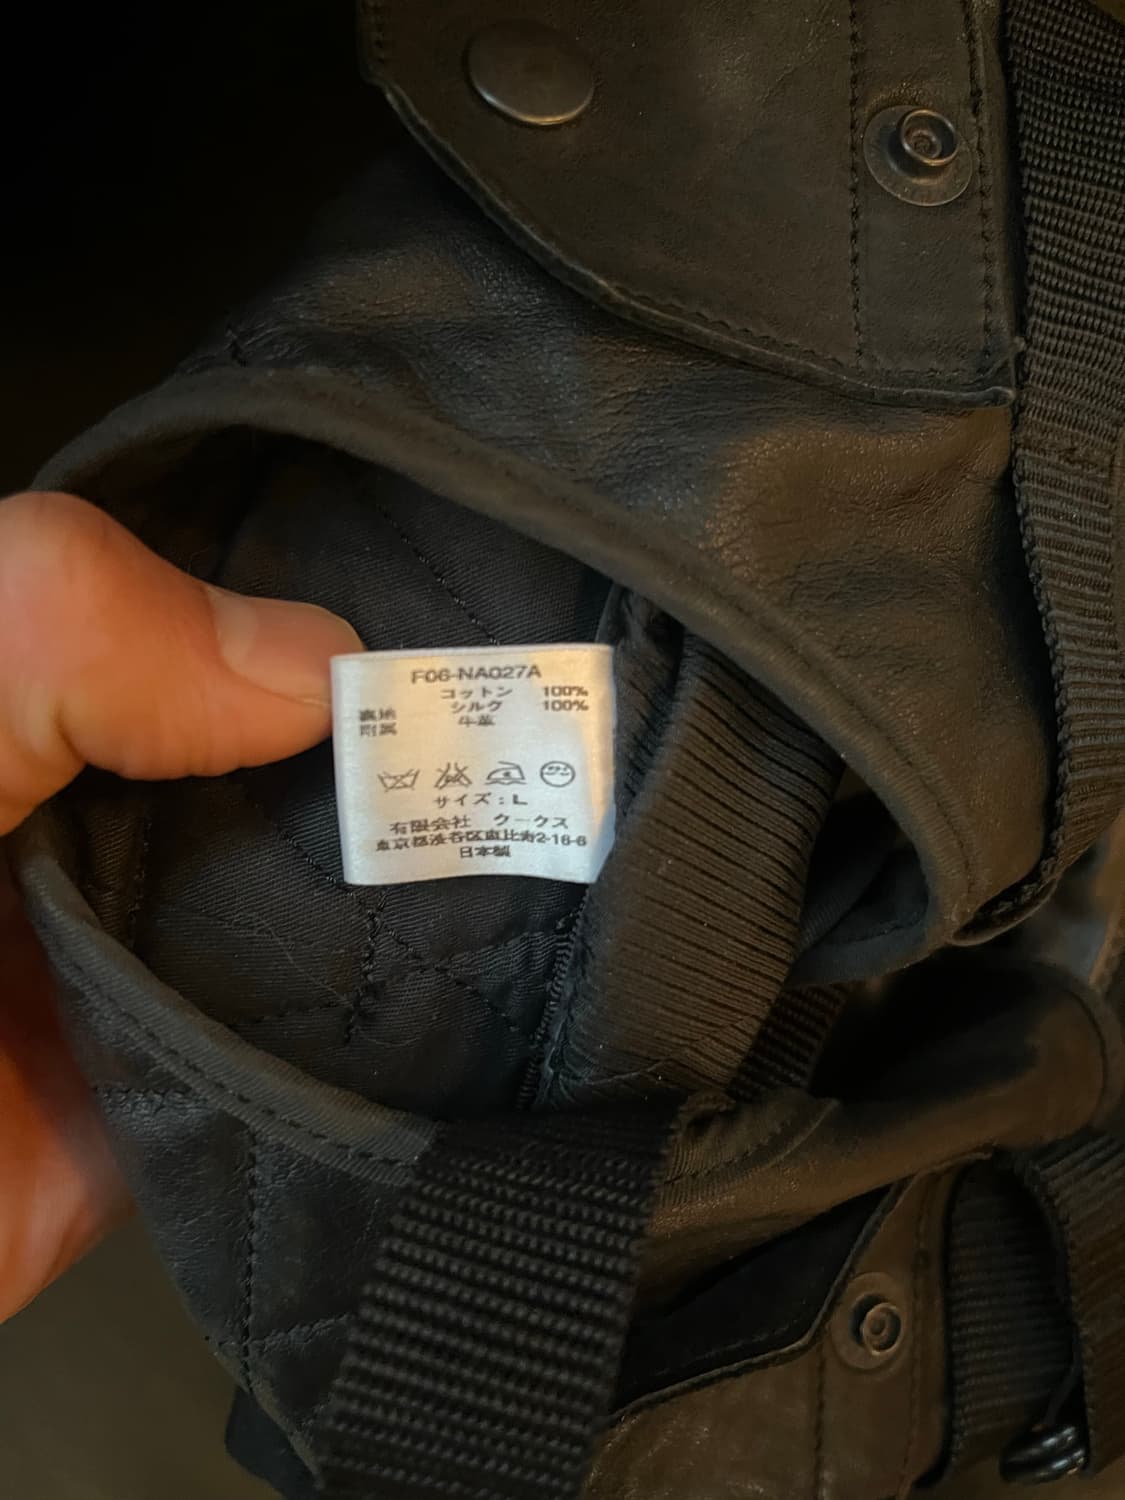 F06-NA027A
コットン 100%
裏地 シルク 100%
附属 牛革
サイズ：L
有限会社 クークス
東京都渋谷区恵比寿2-16-6
日本製